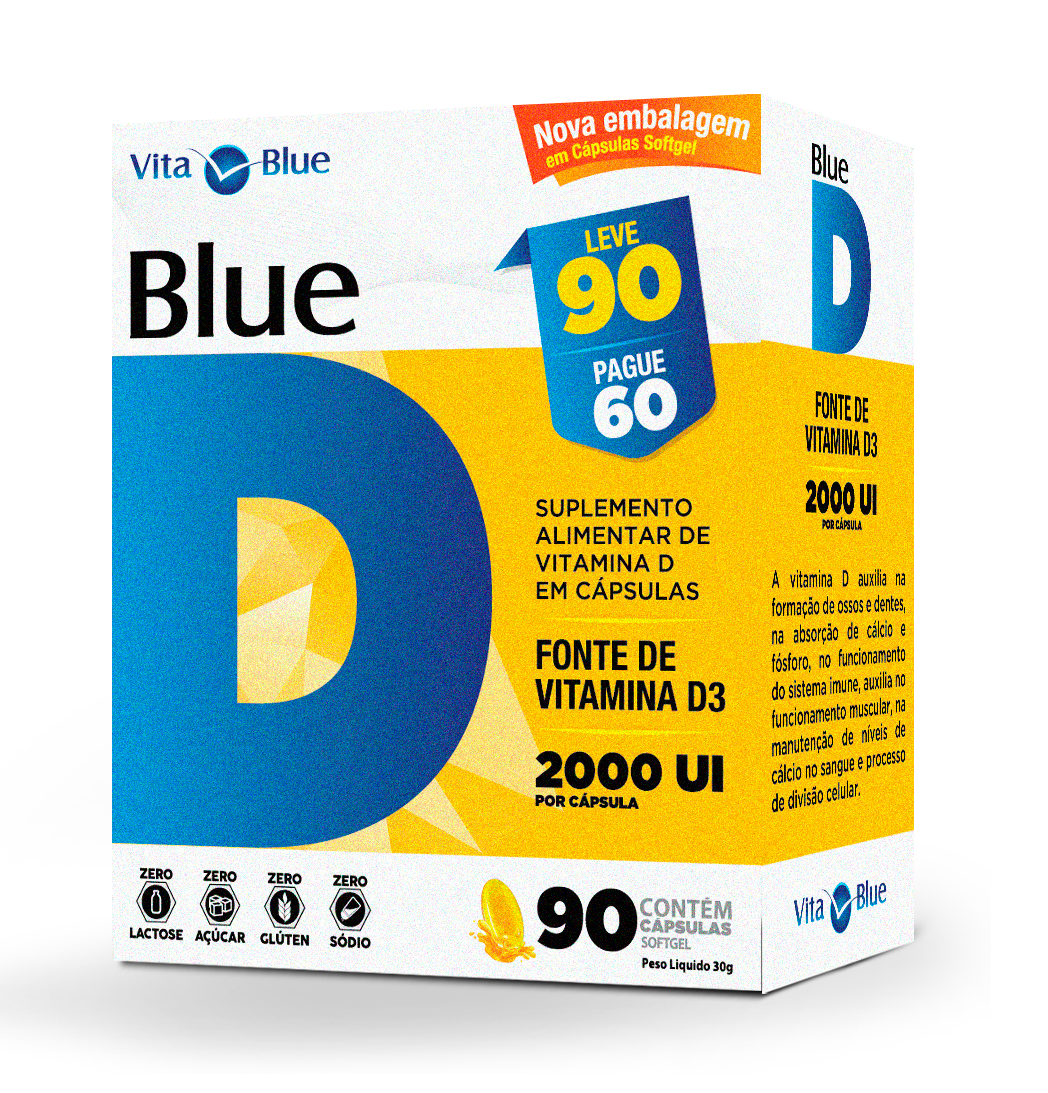 Vita Blue
Nova embalagem
em Cápsulas Softgel
Blue
D
LEVE
90
PAGUE
60
SUPLEMENTO
ALIMENTAR DE
VITAMINA D
EM CÁPSULAS
FONTE DE
VITAMINA D3
2000 UI
POR CÁPSULA
ZERO
LACTOSE
ZERO
AÇÚCAR
ZERO
GLÚTEN
ZERO
SÓDIO
90
CONTÉM
CÁPSULAS
SOFTGEL
Peso Liquido 30g
Blue
D
FONTE DE
VITAMINA D3
2000 UI
POR CÁPSULA
A vitamina D auxilia na
formação de ossos e dentes,
na absorção de cálcio e
fósforo, no funcionamento
do sistema imune, auxilia no
funcionamento muscular, na
manutenção de níveis de
cálcio no sangue e processo
de divisão celular.
Vita Blue